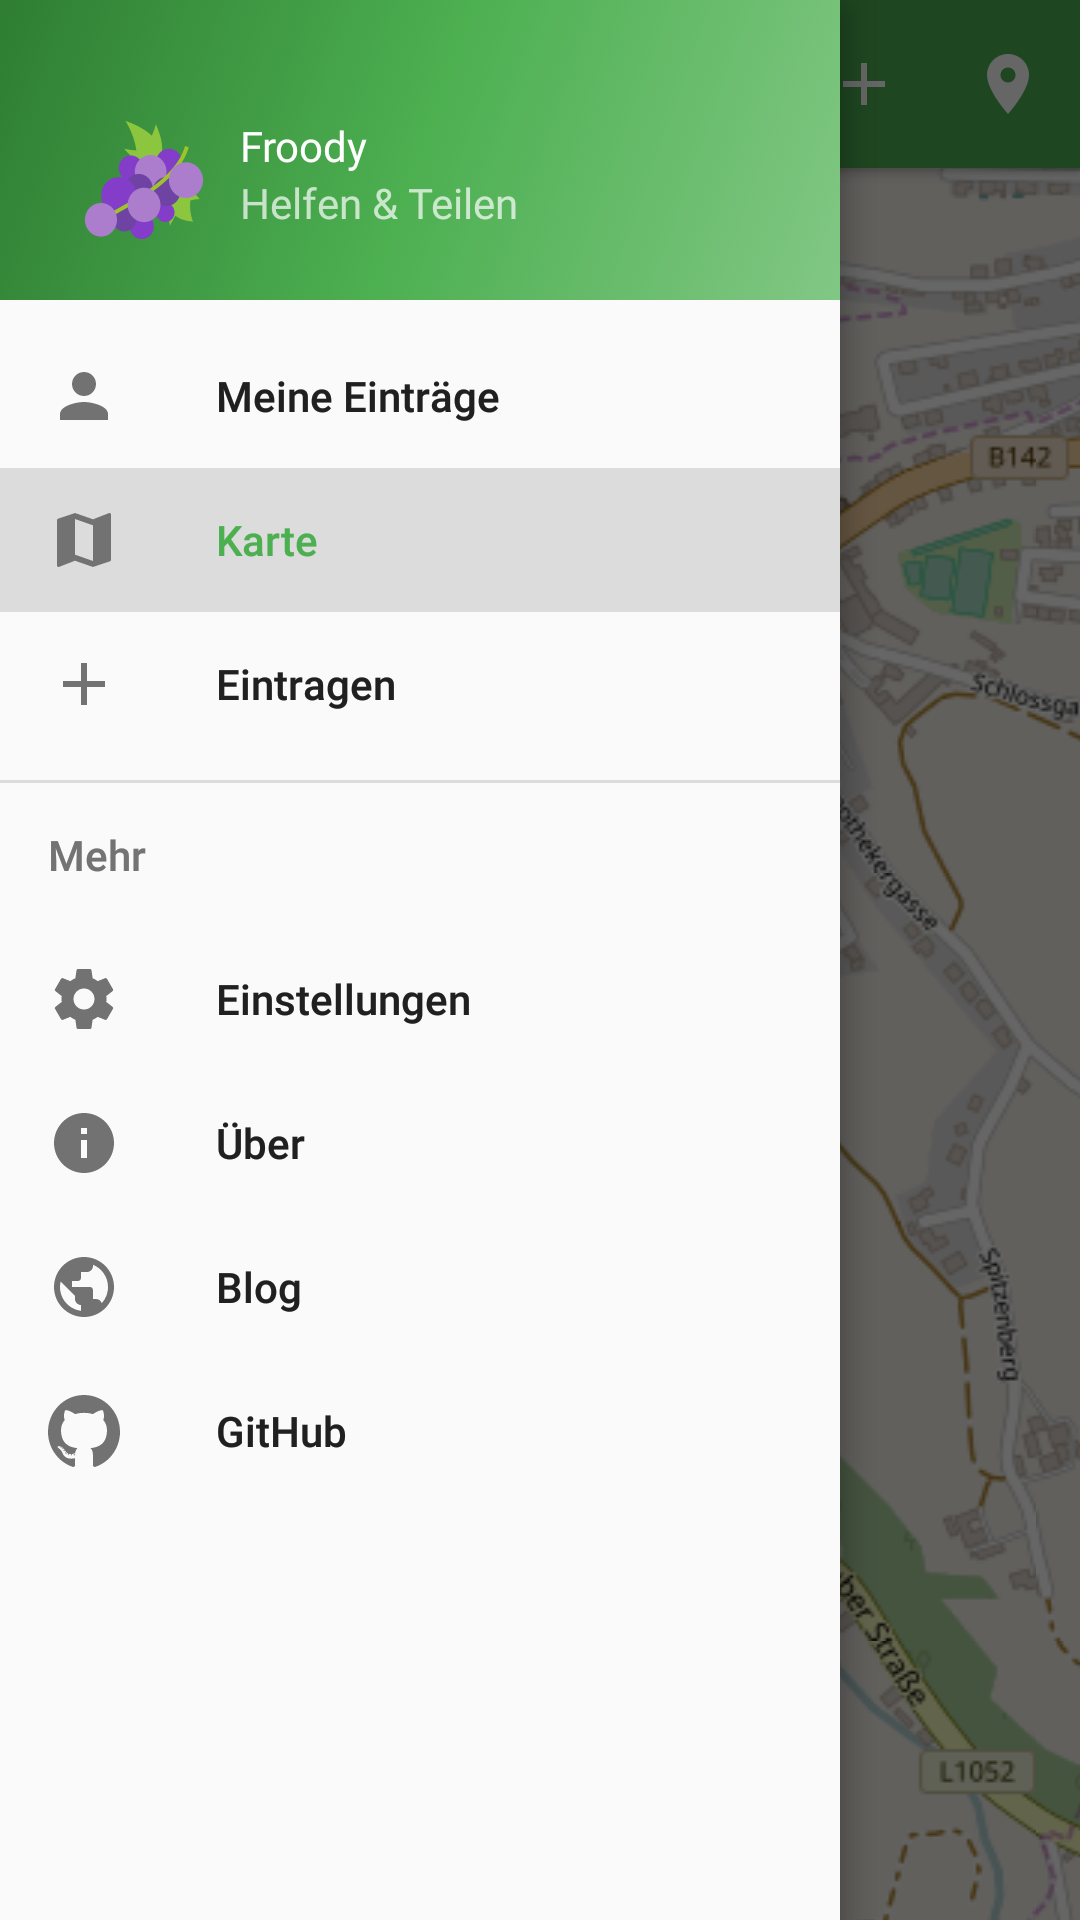 Froody
Helfen & Teilen
Meine Einträge
Karte
Eintragen
Mehr
Einstellungen
Über
Blog
GitHub
B142
Schlossga
othekergasse
Spitzenberg
ber Straße
L1052